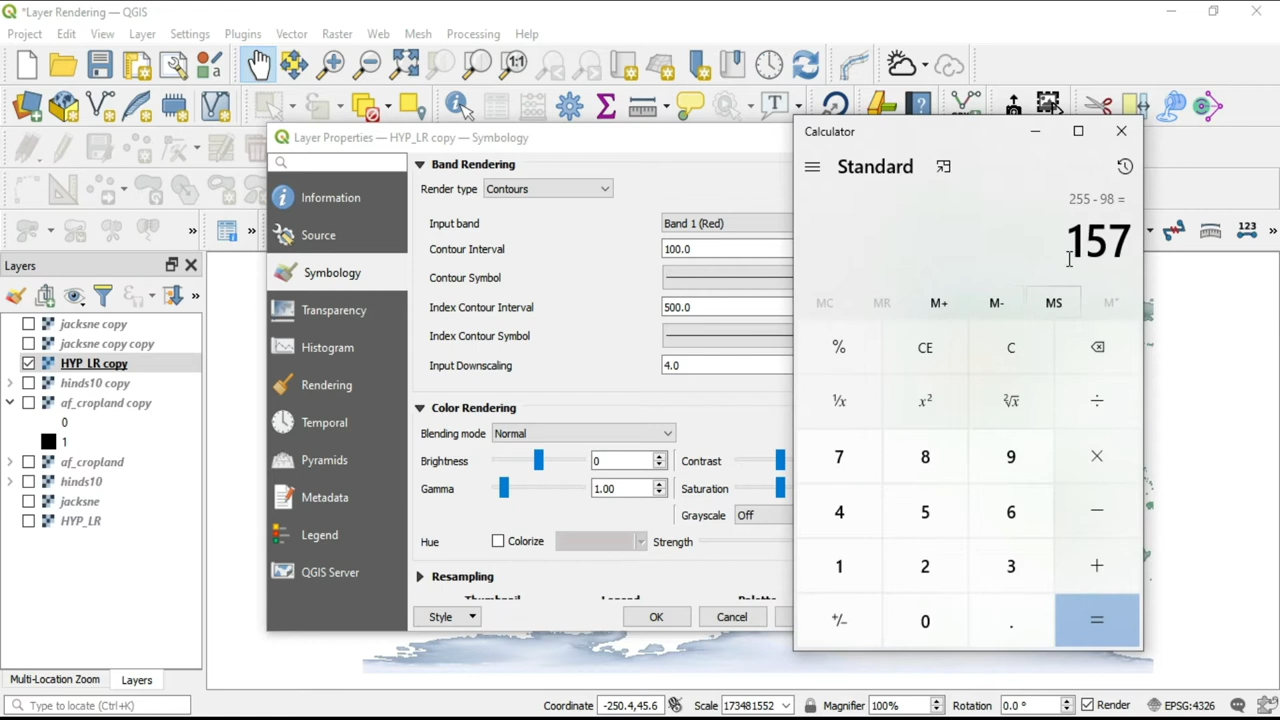 *Layer Rendering — QGIS
Project Edit View Layer Settings Plugins Vector Raster Web Mesh Processing Help
Layer Properties — HYP_LR copy — Symbology
Information
Source
Symbology
Transparency
Histogram
Rendering
Temporal
Pyramids
Metadata
Legend
QGIS Server
Band Rendering
Render type Contours
Input band Band 1 (Red)
Contour Interval 100.0
Contour Symbol
Index Contour Interval 500.0
Index Contour Symbol
Input Downscaling 4.0
Color Rendering
Blending mode Normal
Brightness 0 Contrast
Gamma 1.00 Saturation
Grayscale Off
Hue Colorize Strength
Resampling
Thumbnail Legend Palette
Style OK Cancel
Calculator
Standard
255 - 98 =
157
MC MR M+ M- MS M˅
% CE C
¹/x x² ²√x ÷
7 8 9 ×
4 5 6 −
1 2 3 +
+/− 0 . =
123
Layers
jacksne copy
jacksne copy copy
HYP_LR copy
hinds10 copy
af_cropland copy
0
1
af_cropland
hinds10
jacksne
HYP_LR
Multi-Location Zoom Layers
Type to locate (Ctrl+K) Coordinate -250.4,45.6 Scale 173481552 Magnifier 100% Rotation 0.0 ° Render EPSG:4326